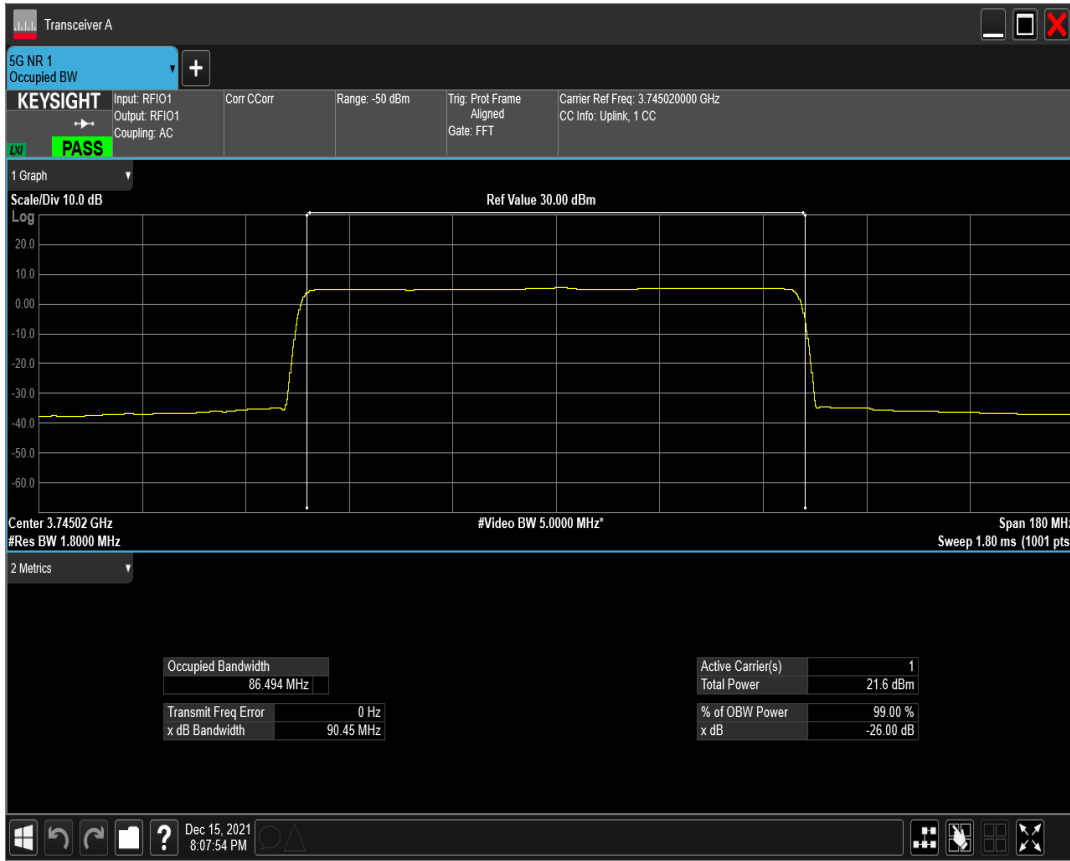 Transceiver A
5G NR 1
Occupied BW
KEYSIGHT
LXI
PASS
Input: RFIO1
Output: RFIO1
Coupling: AC
Corr CCorr
Range: -50 dBm
Trig: Prot Frame
Aligned
Gate: FFT
Carrier Ref Freq: 3.745020000 GHz
CC Info: Uplink, 1 CC
1 Graph
Scale/Div 10.0 dB
Ref Value 30.00 dBm
Log
20.0
10.0
0.00
-10.0
-20.0
-30.0
-40.0
-50.0
-60.0
Center 3.74502 GHz
#Video BW 5.0000 MHz*
Span 180 MHz
#Res BW 1.8000 MHz
Sweep 1.80 ms (1001 pts
2 Metrics
Occupied Bandwidth
86.494 MHz
Transmit Freq Error 0 Hz
x dB Bandwidth 90.45 MHz
Active Carrier(s) 1
Total Power 21.6 dBm
% of OBW Power 99.00 %
x dB -26.00 dB
?
Dec 15, 2021
8:07:54 PM